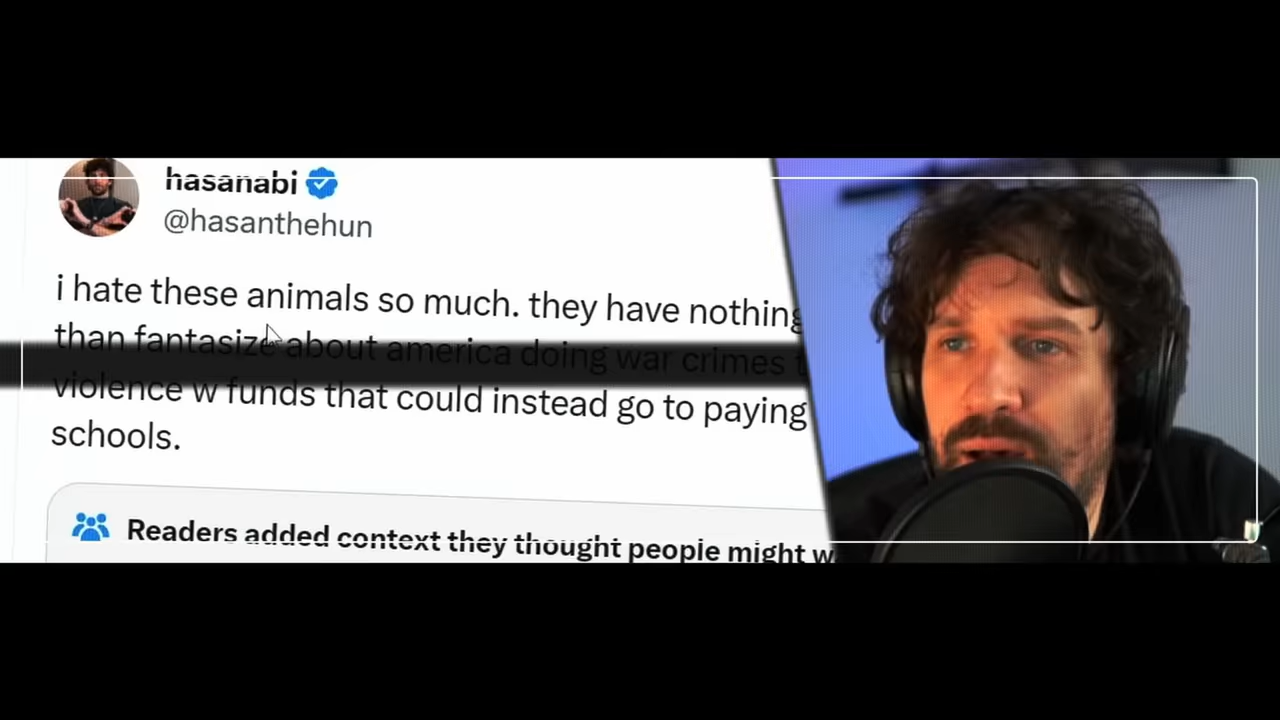 hasanabi
@hasanthehun
i hate these animals so much. they have nothing
than fantasize about america doing war crimes
violence w funds that could instead go to paying
schools.
Readers added context they thought people might